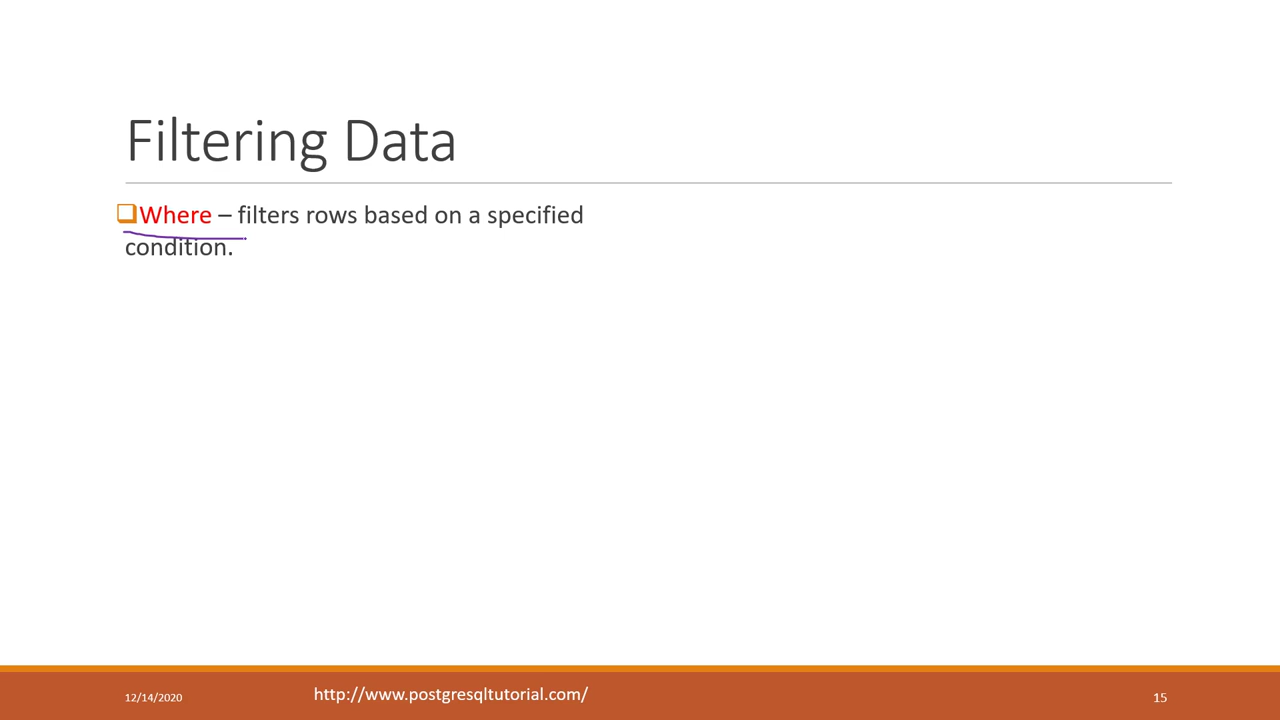 Filtering Data
Where – filters rows based on a specified
condition.
12/14/2020
http://www.postgresqltutorial.com/
15